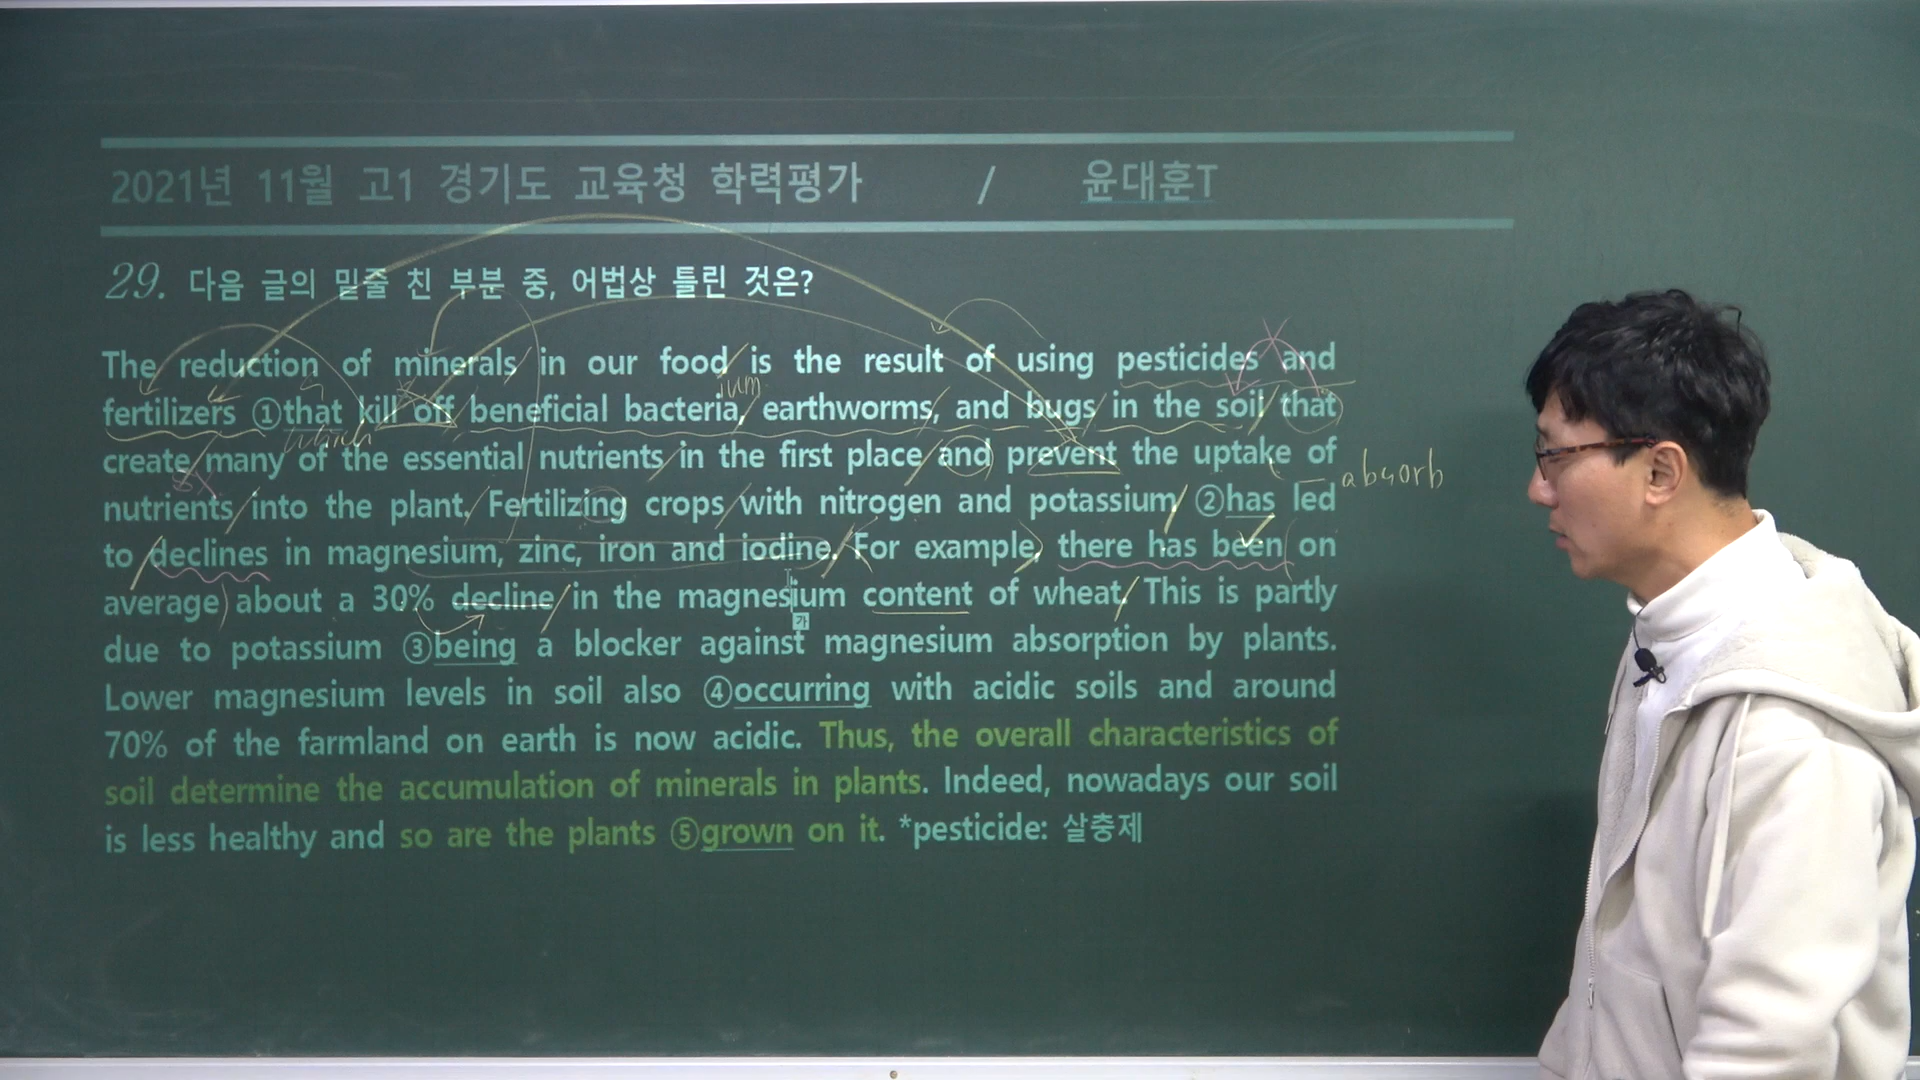 2021년 11월 고1 경기도 교육청 학력평가 / 윤대훈T
29. 다음 글의 밑줄 친 부분 중, 어법상 틀린 것은?
The reduction of minerals in our food is the result of using pesticides and
ium
fertilizers ①that kill off beneficial bacteria, earthworms, and bugs in the soil that
which
create many of the essential nutrients in the first place and prevent the uptake of
absorb
nutrients into the plant. Fertilizing crops with nitrogen and potassium ②has led
to declines in magnesium, zinc, iron and iodine. For example, there has been on
average about a 30% decline in the magnesium content of wheat. This is partly
가
due to potassium ③being a blocker against magnesium absorption by plants.
Lower magnesium levels in soil also ④occurring with acidic soils and around
70% of the farmland on earth is now acidic. Thus, the overall characteristics of
soil determine the accumulation of minerals in plants. Indeed, nowadays our soil
is less healthy and so are the plants ⑤grown on it. *pesticide: 살충제